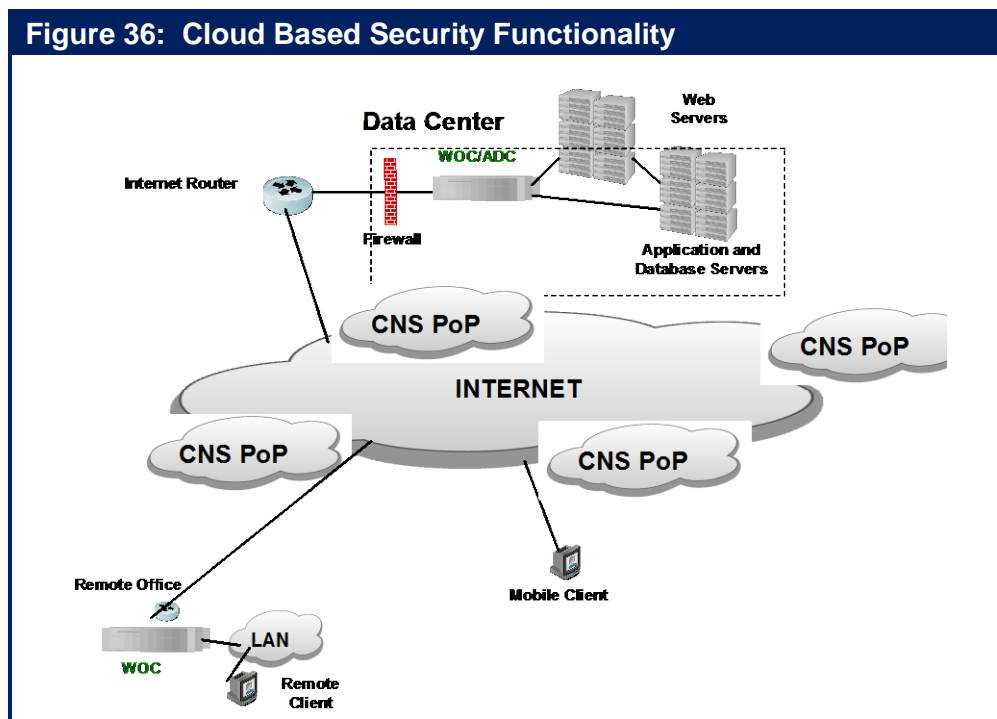 Figure 36: Cloud Based Security Functionality
Web
Servers
Data Center
WOC/ADC
Internet Router
Firewall
Application and
Database Servers
CNS PoP
CNS PoP
INTERNET
CNS PoP
CNS PoP
Remote Office
Mobile Client
LAN
WOC
Remote
Client